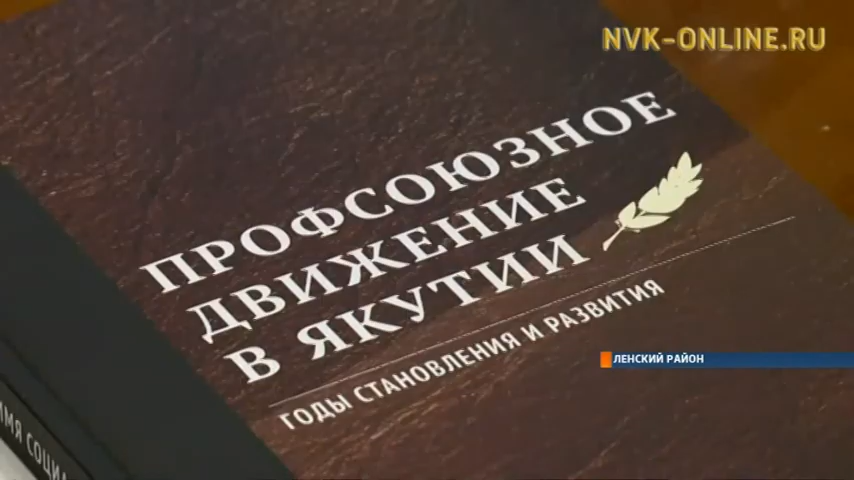 NVK-ONLINE.RU
ПРОФСОЮЗНОЕ
ДВИЖЕНИЕ
В ЯКУТИИ
ГОДЫ СТАНОВЛЕНИЯ И РАЗВИТИЯ
ЛЕНСКИЙ РАЙОН